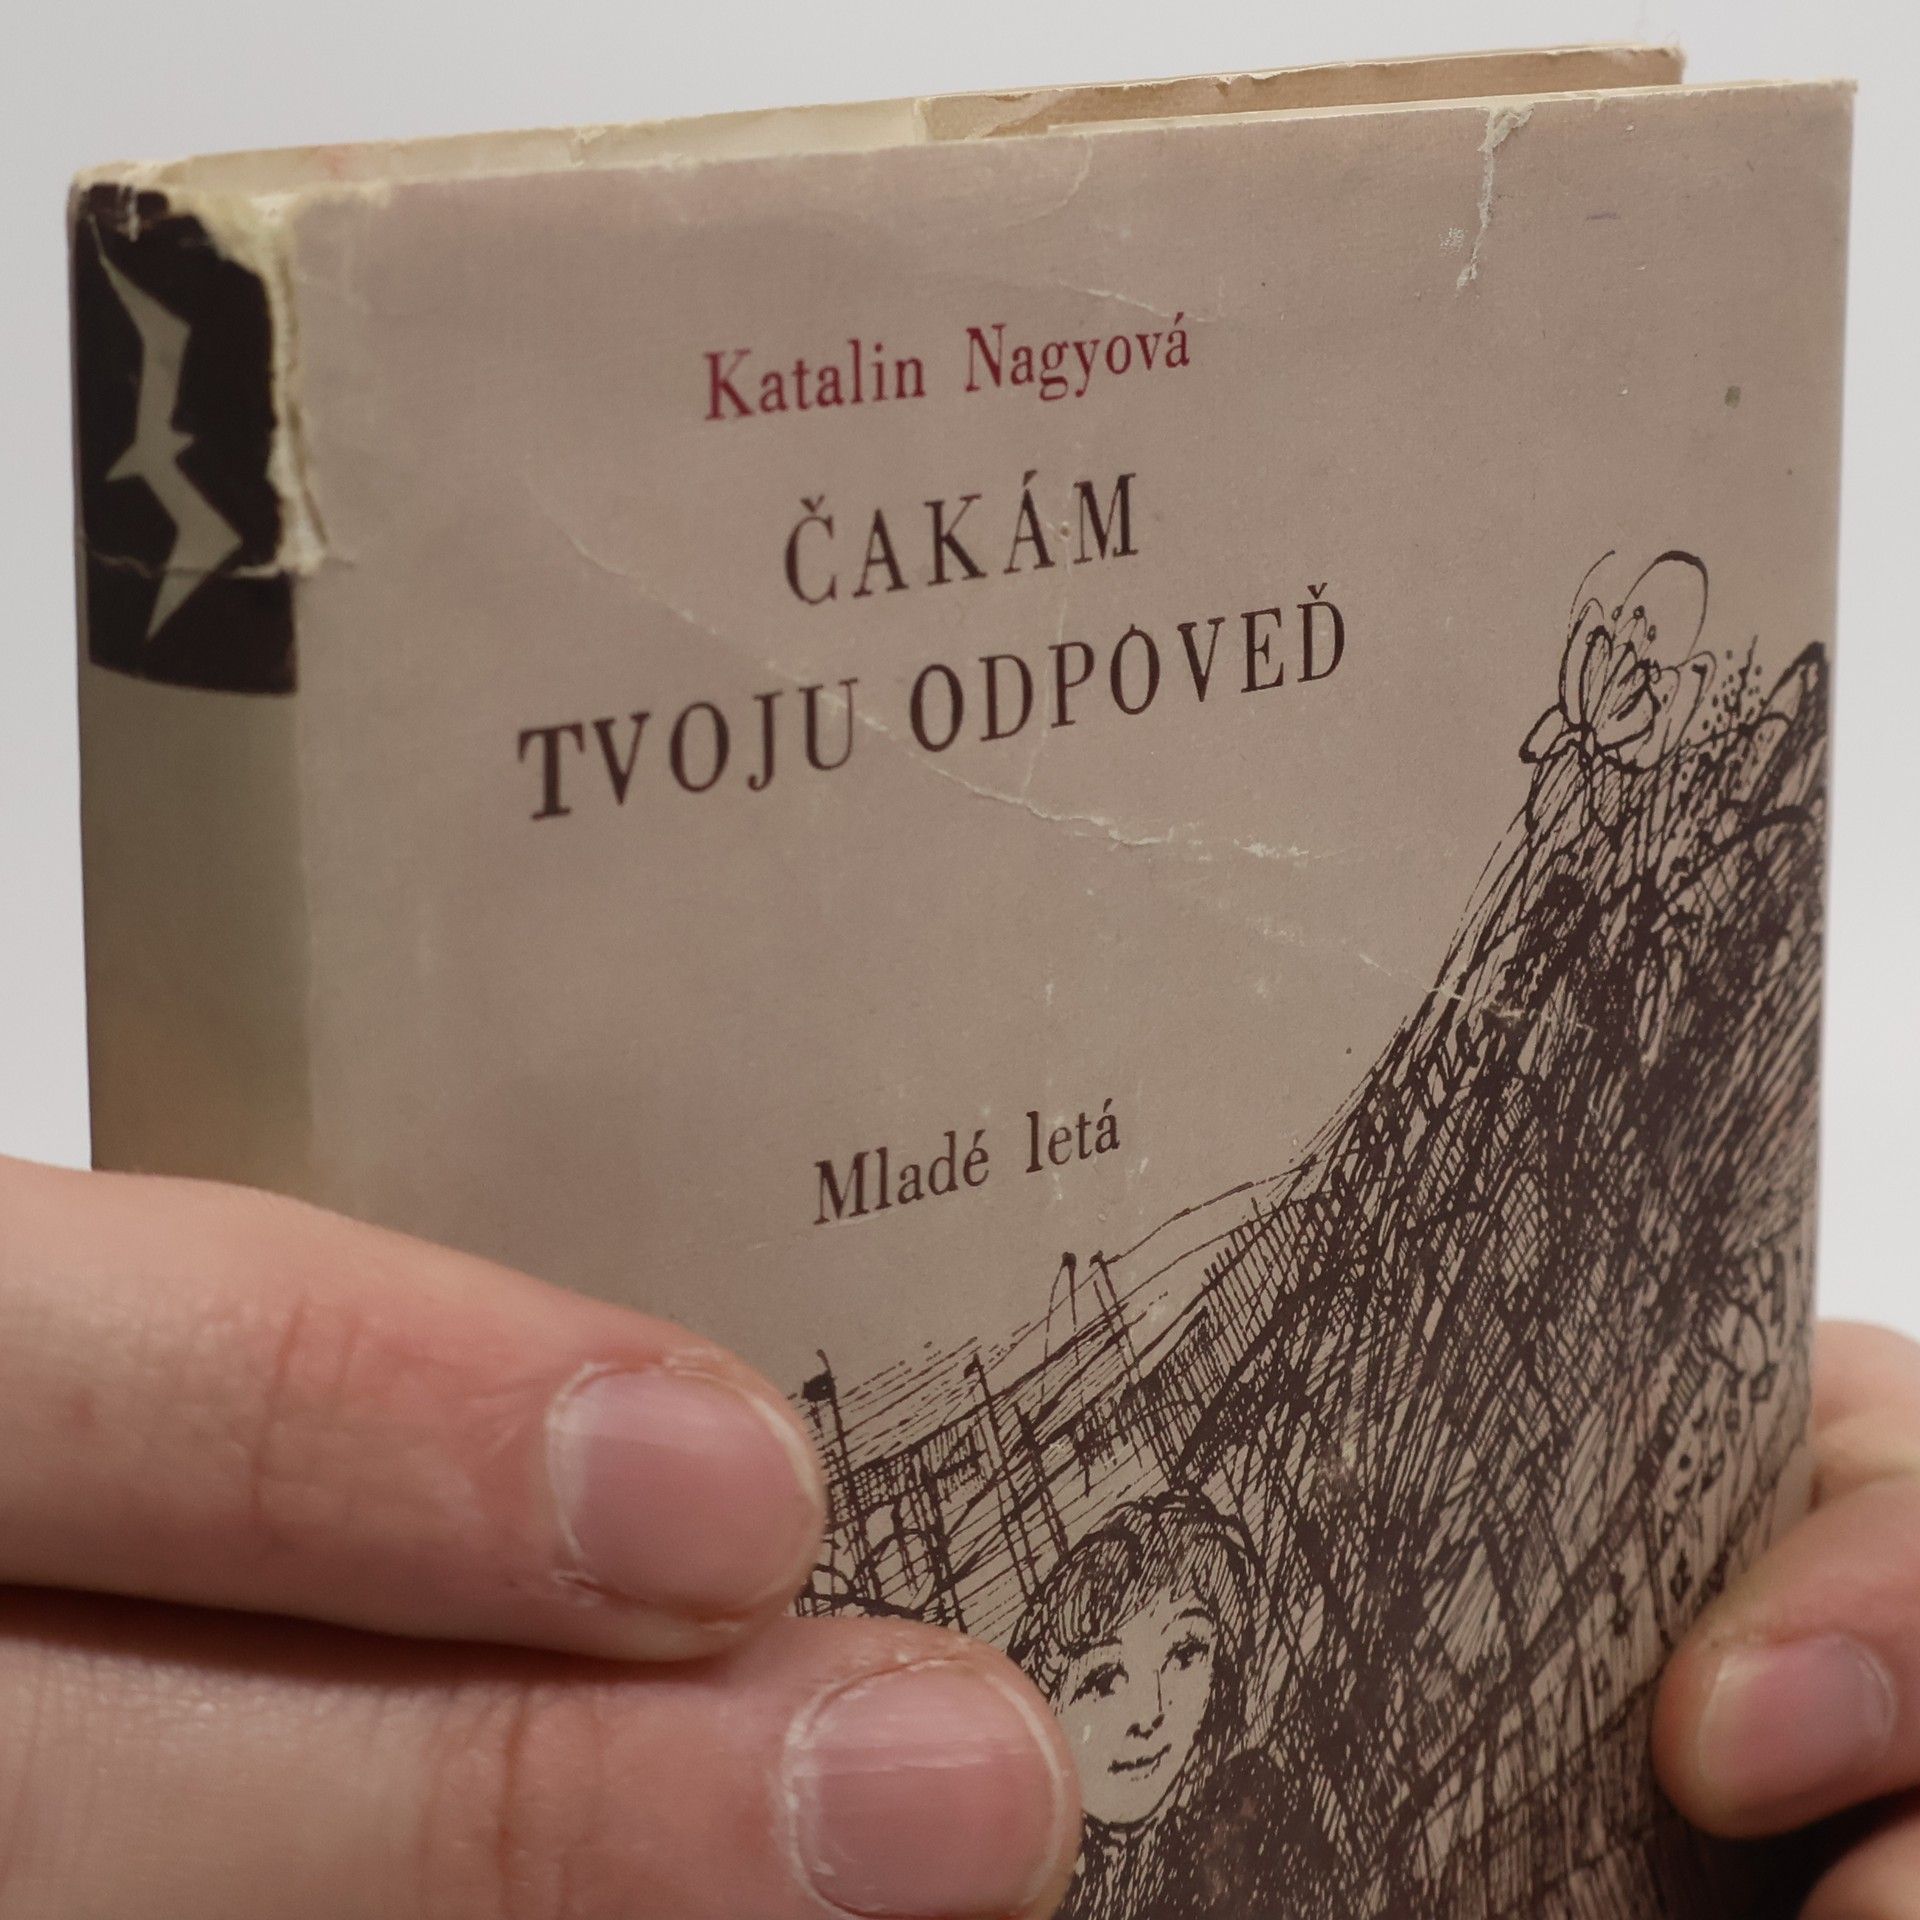 Katalin Nagyová
ČAKÁM
TVOJU ODPOVEĎ
Mladé letá